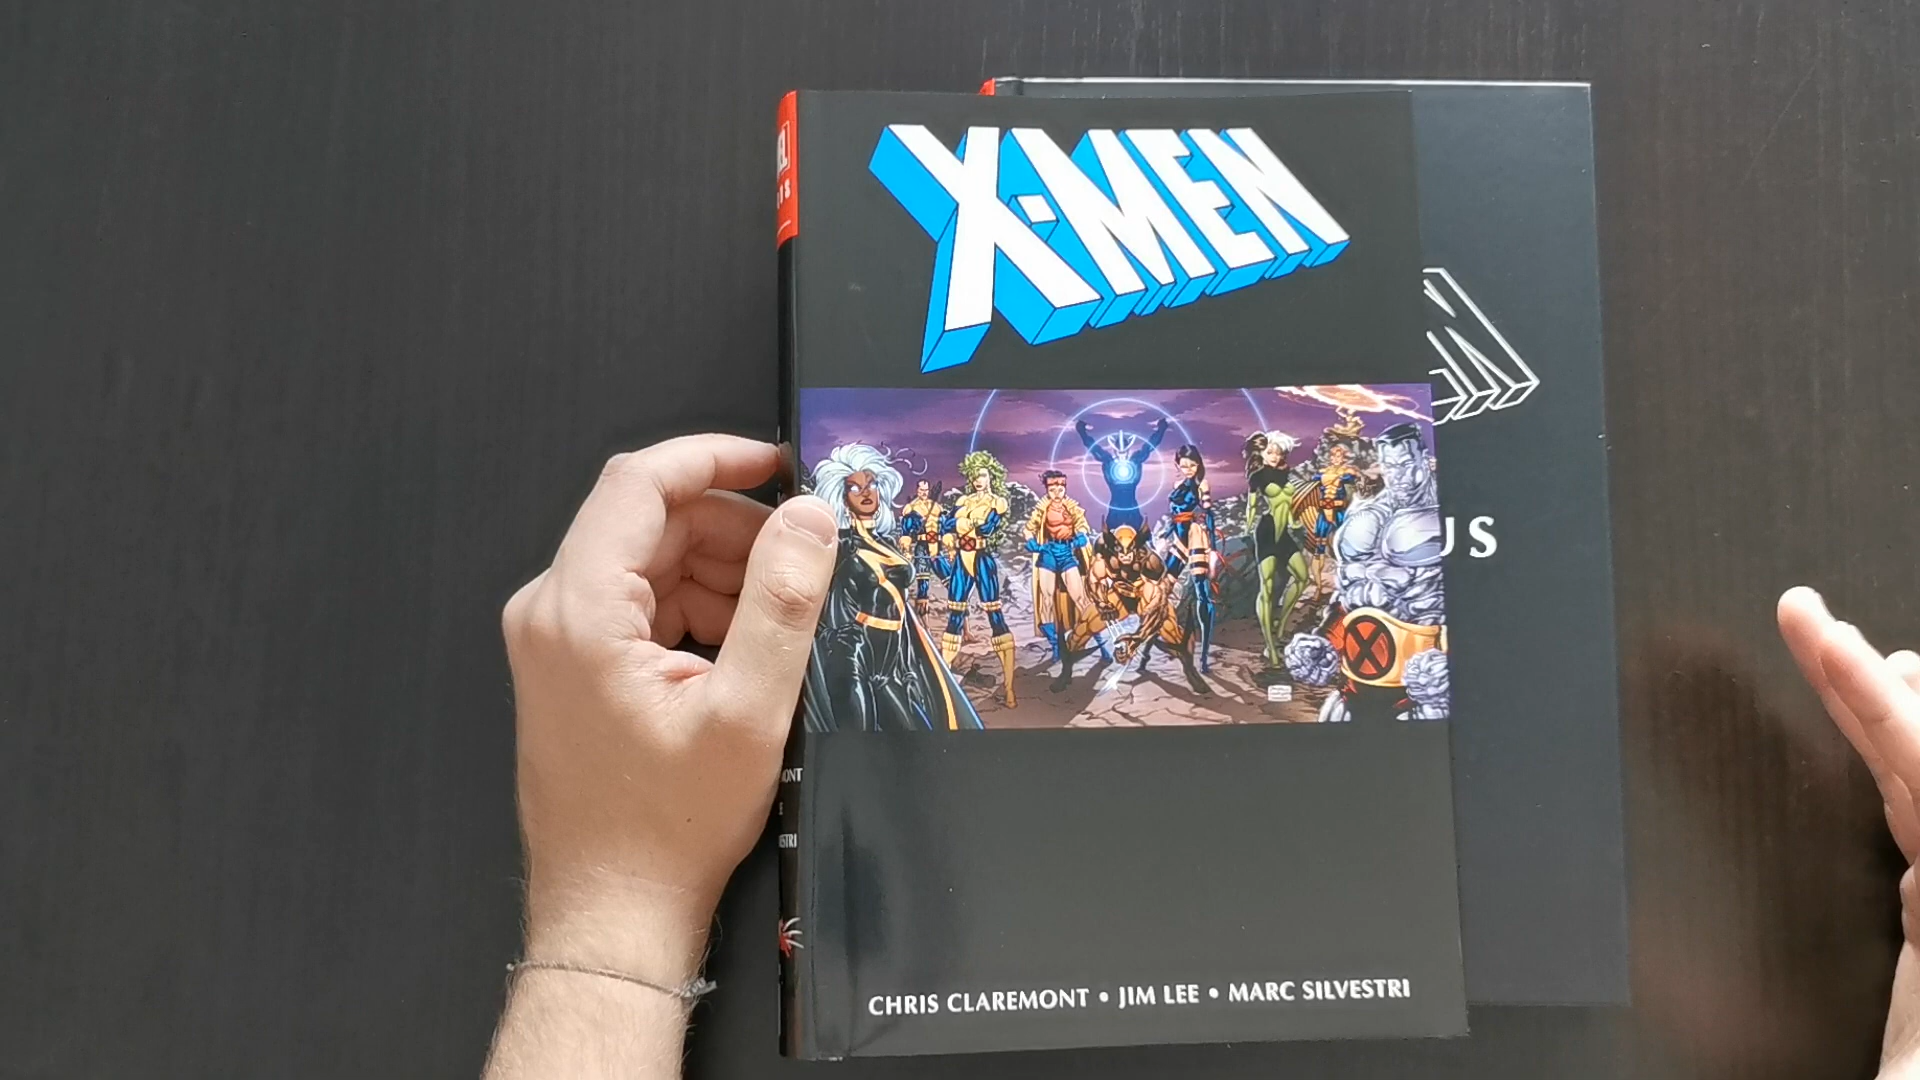 X-MEN
US
CHRIS CLAREMONT • JIM LEE • MARC SILVESTRI